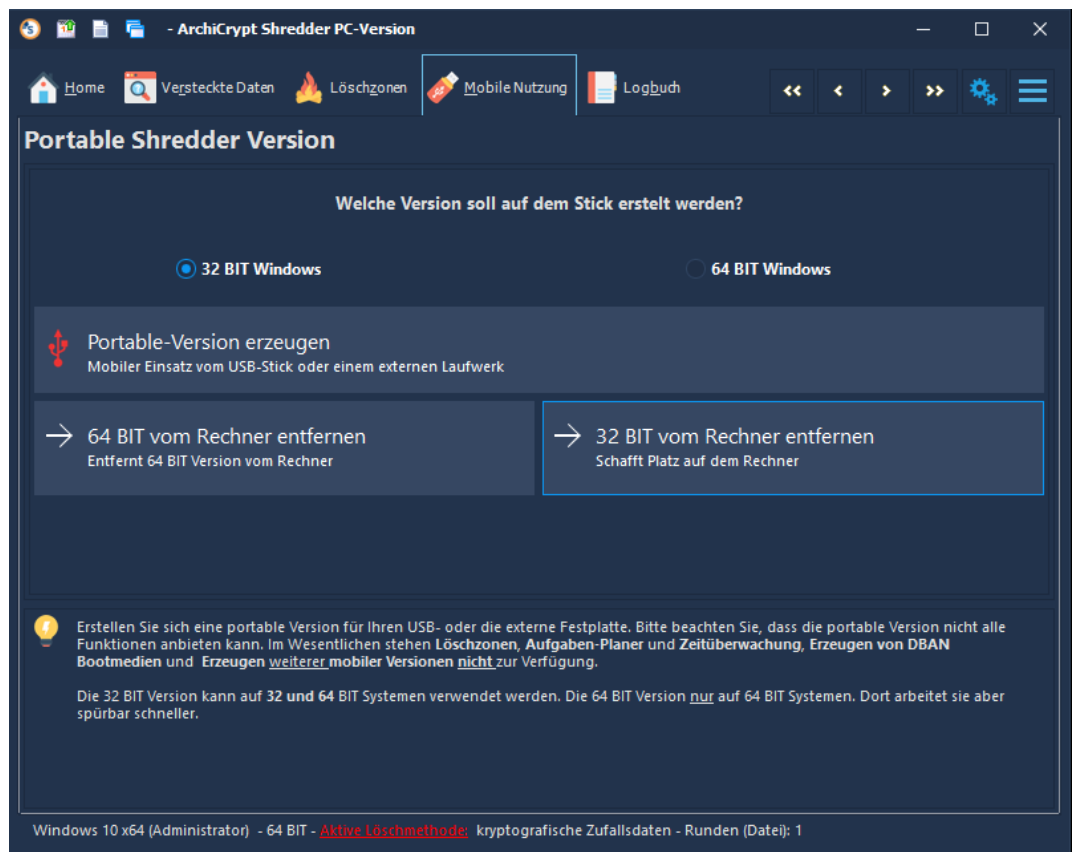 - ArchiCrypt Shredder PC-Version
Home Versteckte Daten Löschzonen Mobile Nutzung Logbuch
Portable Shredder Version
Welche Version soll auf dem Stick erstelt werden?
32 BIT Windows 64 BIT Windows
Portable-Version erzeugen
Mobiler Einsatz vom USB-Stick oder einem externen Laufwerk
64 BIT vom Rechner entfernen
Entfernt 64 BIT Version vom Rechner
32 BIT vom Rechner entfernen
Schafft Platz auf dem Rechner
Erstellen Sie sich eine portable Version für Ihren USB- oder die externe Festplatte. Bitte beachten Sie, dass die portable Version nicht alle
Funktionen anbieten kann. Im Wesentlichen stehen Löschzonen, Aufgaben-Planer und Zeitüberwachung, Erzeugen von DBAN
Bootmedien und Erzeugen weiterer mobiler Versionen nicht zur Verfügung.
Die 32 BIT Version kann auf 32 und 64 BIT Systemen verwendet werden. Die 64 BIT Version nur auf 64 BIT Systemen. Dort arbeitet sie aber
spürbar schneller.
Windows 10 x64 (Administrator) - 64 BIT - Aktive Löschmethode: kryptografische Zufallsdaten - Runden (Datei): 1